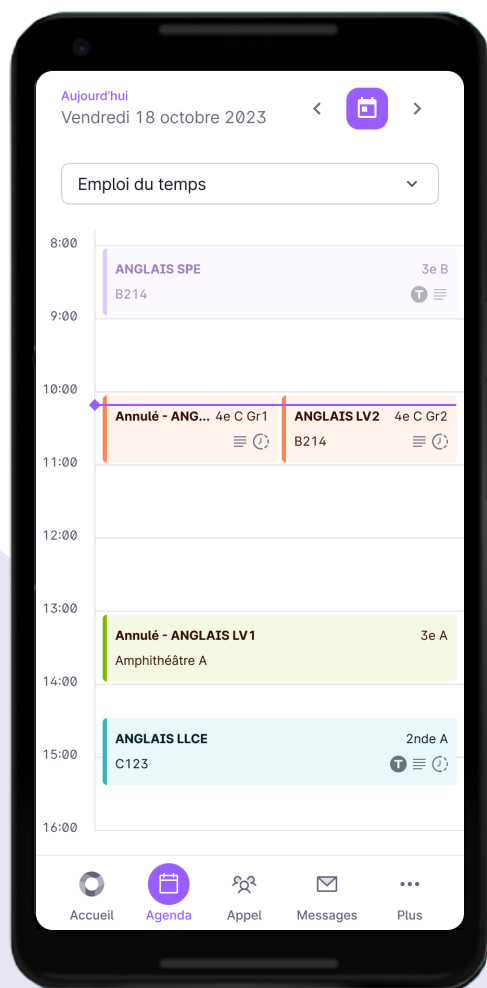 Aujourd'hui
Vendredi 18 octobre 2023
Emploi du temps
8:00
ANGLAIS SPE 3e B
B214 T
9:00
10:00
Annulé - ANG... 4e C Gr1 ANGLAIS LV2 4e C Gr2
B214
11:00
12:00
13:00
Annulé - ANGLAIS LV1 3e A
Amphithéâtre A
14:00
ANGLAIS LLCE 2nde A
15:00 C123 T
16:00
Accueil Agenda Appel Messages Plus